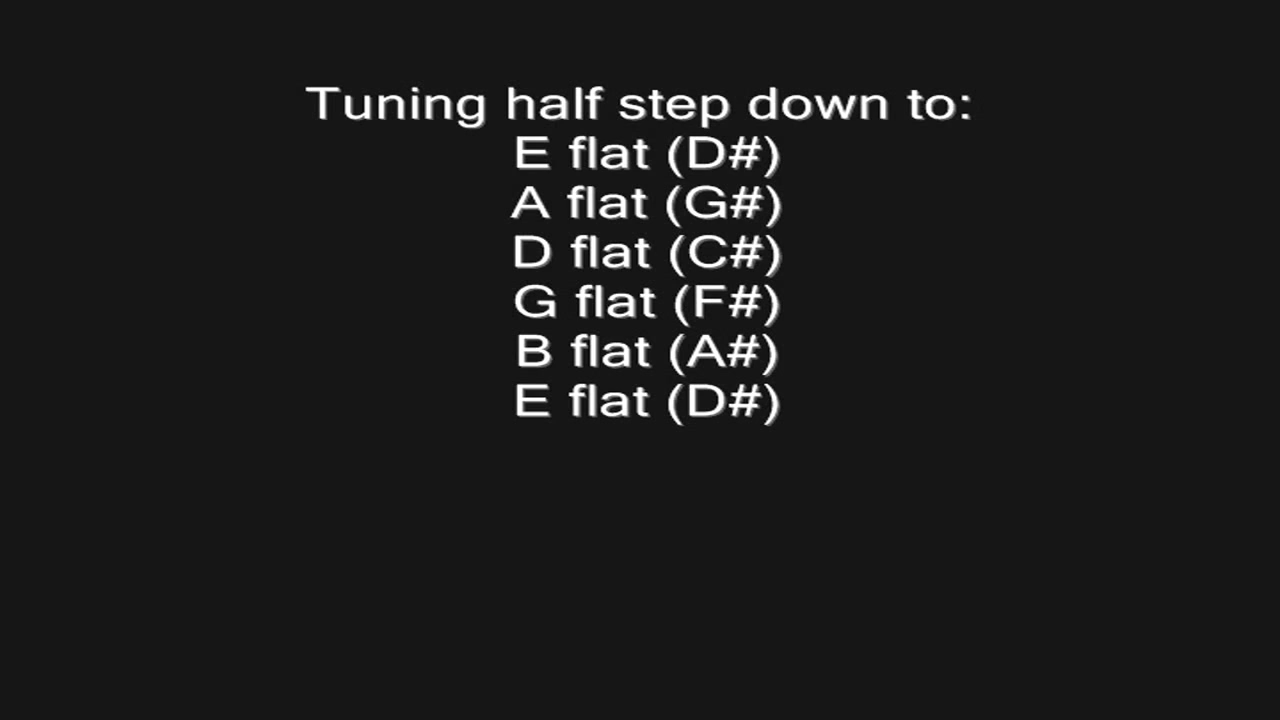 Tuning half step down to:
E flat (D#)
A flat (G#)
D flat (C#)
G flat (F#)
B flat (A#)
E flat (D#)